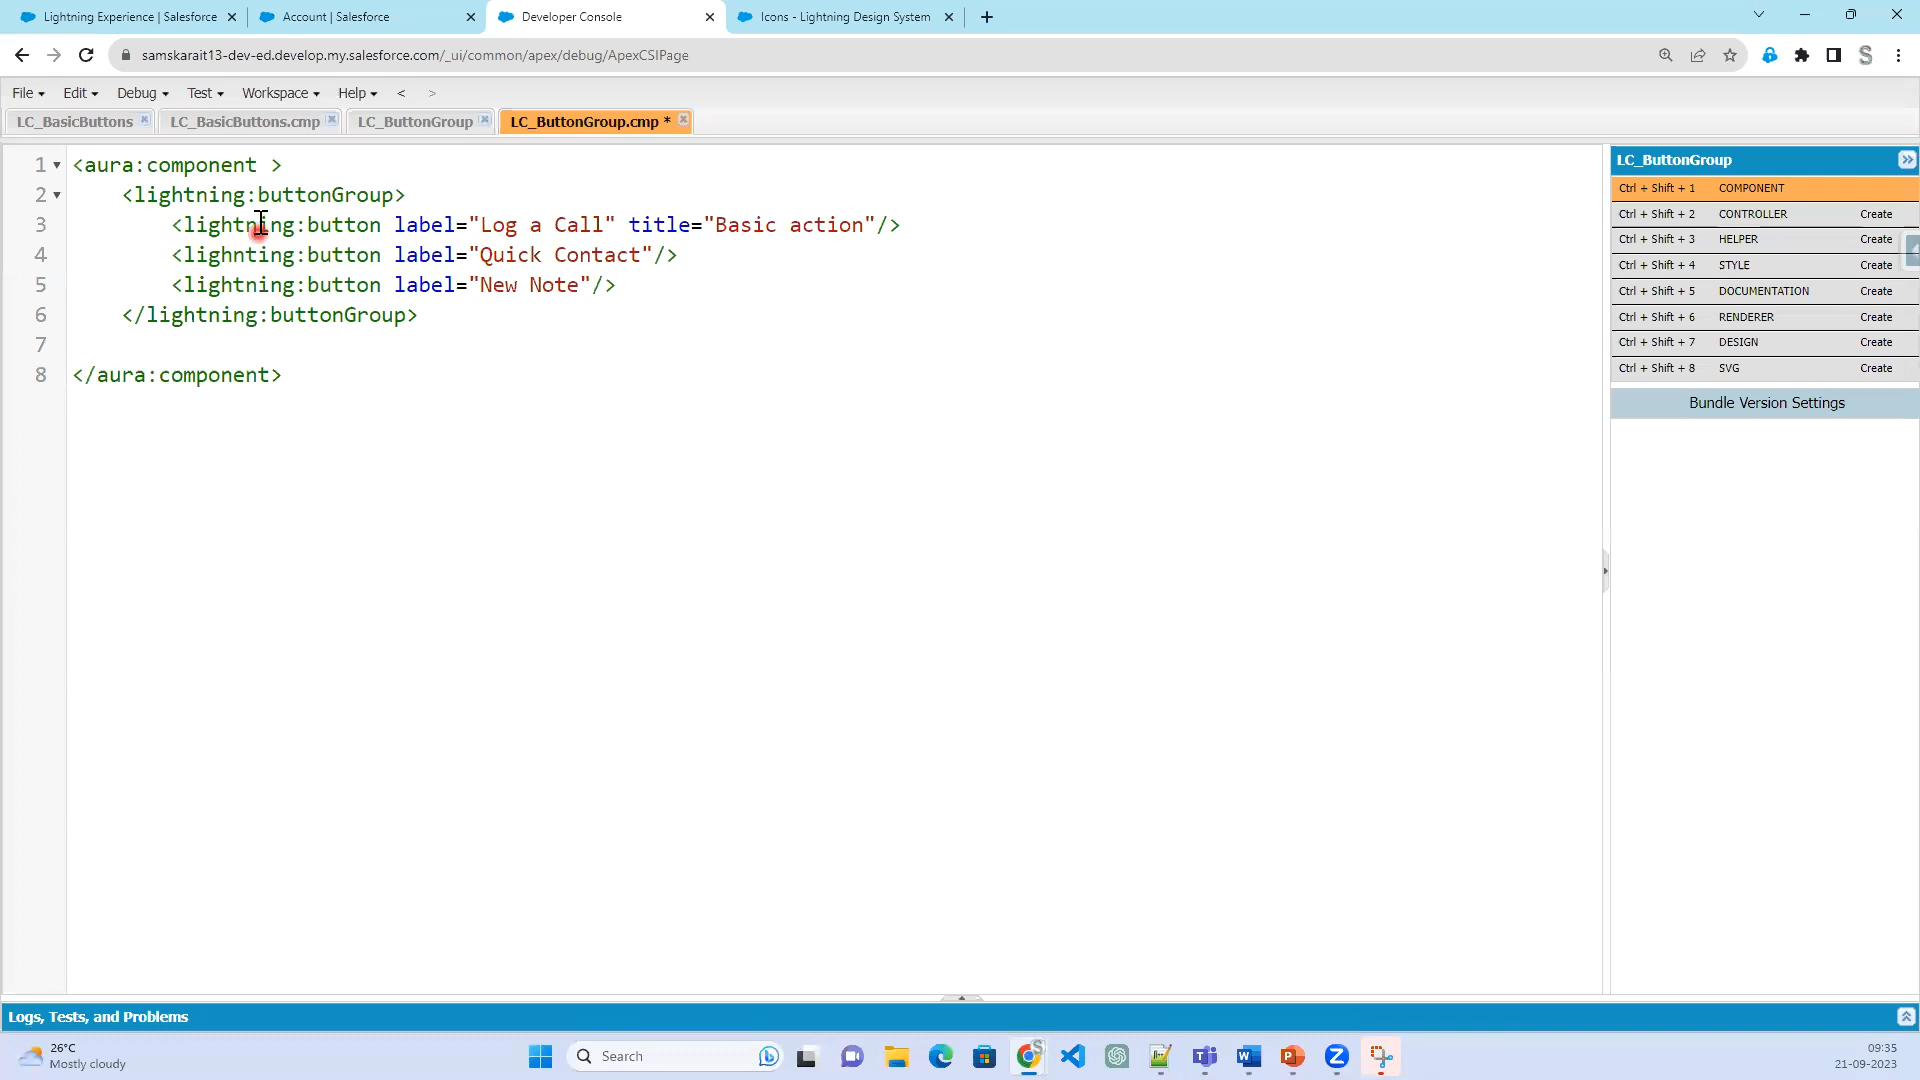 Lightning Experience | Salesforce
Account | Salesforce
Developer Console
Icons - Lightning Design System
samskarait13-dev-ed.develop.my.salesforce.com/_ui/common/apex/debug/ApexCSIPage
File Edit Debug Test Workspace Help < >
LC_BasicButtons LC_BasicButtons.cmp LC_ButtonGroup LC_ButtonGroup.cmp *
1 <aura:component >
2 <lightning:buttonGroup>
3 <lightning:button label="Log a Call" title="Basic action"/>
4 <lighnting:button label="Quick Contact"/>
5 <lightning:button label="New Note"/>
6 </lightning:buttonGroup>
7
8 </aura:component>
LC_ButtonGroup
Ctrl + Shift + 1 COMPONENT
Ctrl + Shift + 2 CONTROLLER Create
Ctrl + Shift + 3 HELPER Create
Ctrl + Shift + 4 STYLE Create
Ctrl + Shift + 5 DOCUMENTATION Create
Ctrl + Shift + 6 RENDERER Create
Ctrl + Shift + 7 DESIGN Create
Ctrl + Shift + 8 SVG Create
Bundle Version Settings
Logs, Tests, and Problems
26°C
Mostly cloudy
Search
09:35
21-09-2023